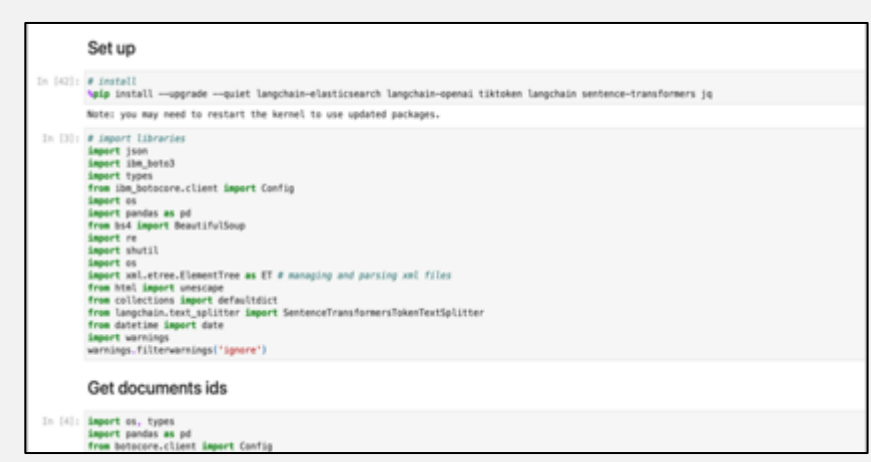 Set up
In [42]: # install
%pip install --upgrade --quiet langchain-elasticsearch langchain-openai tiktoken langchain sentence-transformers jq
Note: you may need to restart the kernel to use updated packages.
In [3]: # import libraries
import json
import ibm_boto3
import types
from ibm_botocore.client import Config
import os
import pandas as pd
from bs4 import BeautifulSoup
import re
import shutil
import os
import xml.etree.ElementTree as ET # managing and parsing xml files
from html import unescape
from collections import defaultdict
from langchain.text_splitter import SentenceTransformersTokenTextSplitter
from datetime import date
import warnings
warnings.filterwarnings('ignore')
Get documents ids
In [4]: import os, types
import pandas as pd
from botocore.client import Config